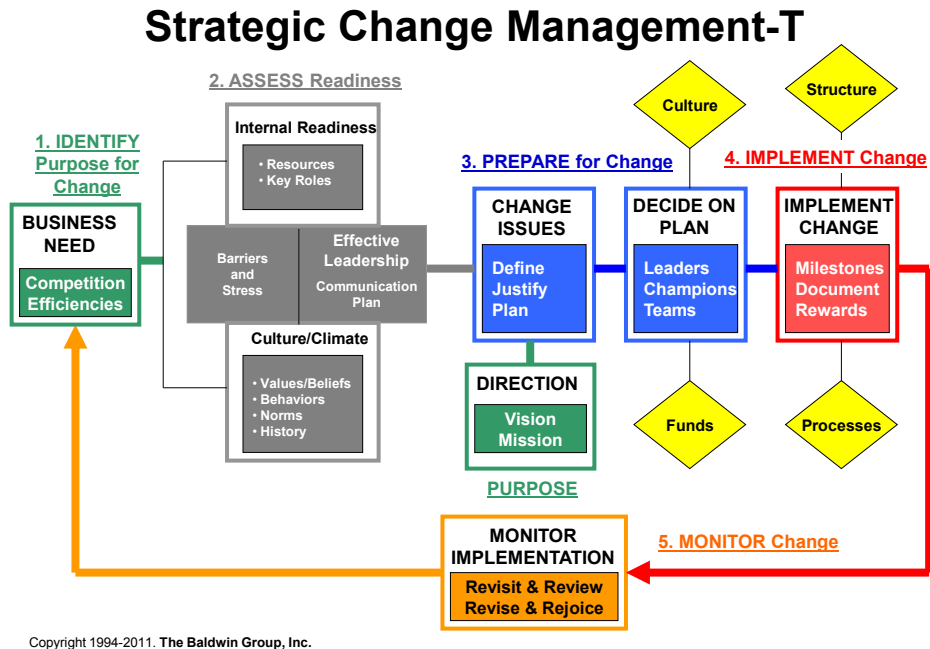 Strategic Change Management-T
2. ASSESS Readiness
1. IDENTIFY
Purpose for
Change
BUSINESS
NEED
Competition
Efficiencies
Internal Readiness
• Resources
• Key Roles
Barriers
and
Stress
Effective
Leadership
Communication
Plan
Culture/Climate
• Values/Beliefs
• Behaviors
• Norms
• History
3. PREPARE for Change
CHANGE
ISSUES
Define
Justify
Plan
DIRECTION
Vision
Mission
PURPOSE
Culture
DECIDE ON
PLAN
Leaders
Champions
Teams
Funds
Structure
4. IMPLEMENT Change
IMPLEMENT
CHANGE
Milestones
Document
Rewards
Processes
5. MONITOR Change
MONITOR
IMPLEMENTATION
Revisit & Review
Revise & Rejoice
Copyright 1994-2011. The Baldwin Group, Inc.